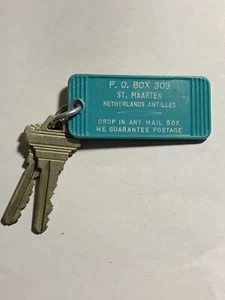 P. O. BOX 309
ST. MAARTEN
NETHERLANDS ANTILLES
DROP IN ANY MAIL BOX
WE GUARANTEE POSTAGE